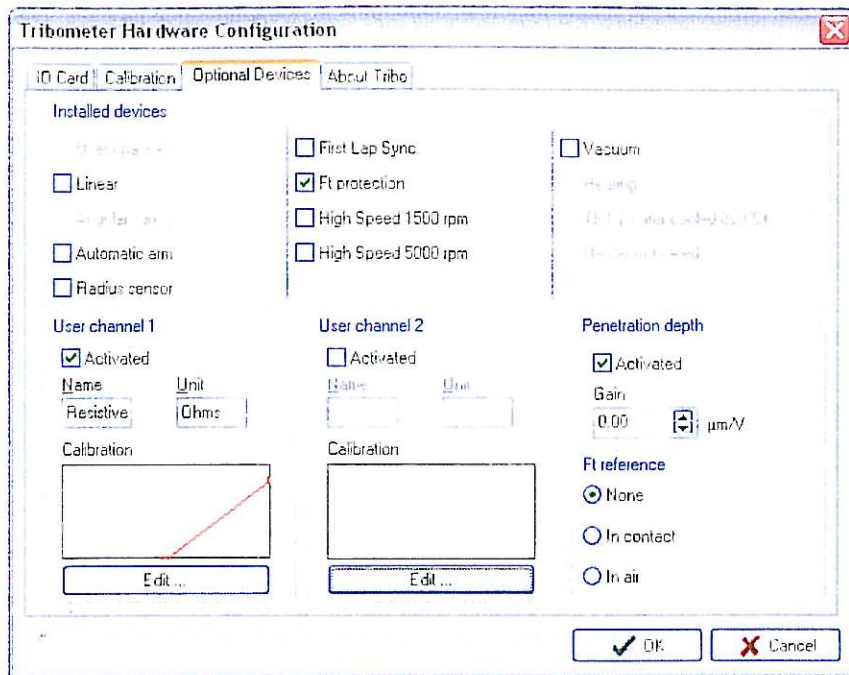 Tribometer Hardware Configuration
IO Card Calibration Optional Devices About Tribo
Installed devices
First Lap Sync. Vacuum
Linear Ft protection Heating
High Speed 1500 rpm
Automatic arm High Speed 5000 rpm
Radius sensor
User channel 1 User channel 2 Penetration depth
Activated Activated Activated
Name Unit Name Unit Gain
Resistive Ohms 0.00 µm/V
Calibration Calibration Ft reference
None
In contact
Edit ... Edit ... In air
OK Cancel